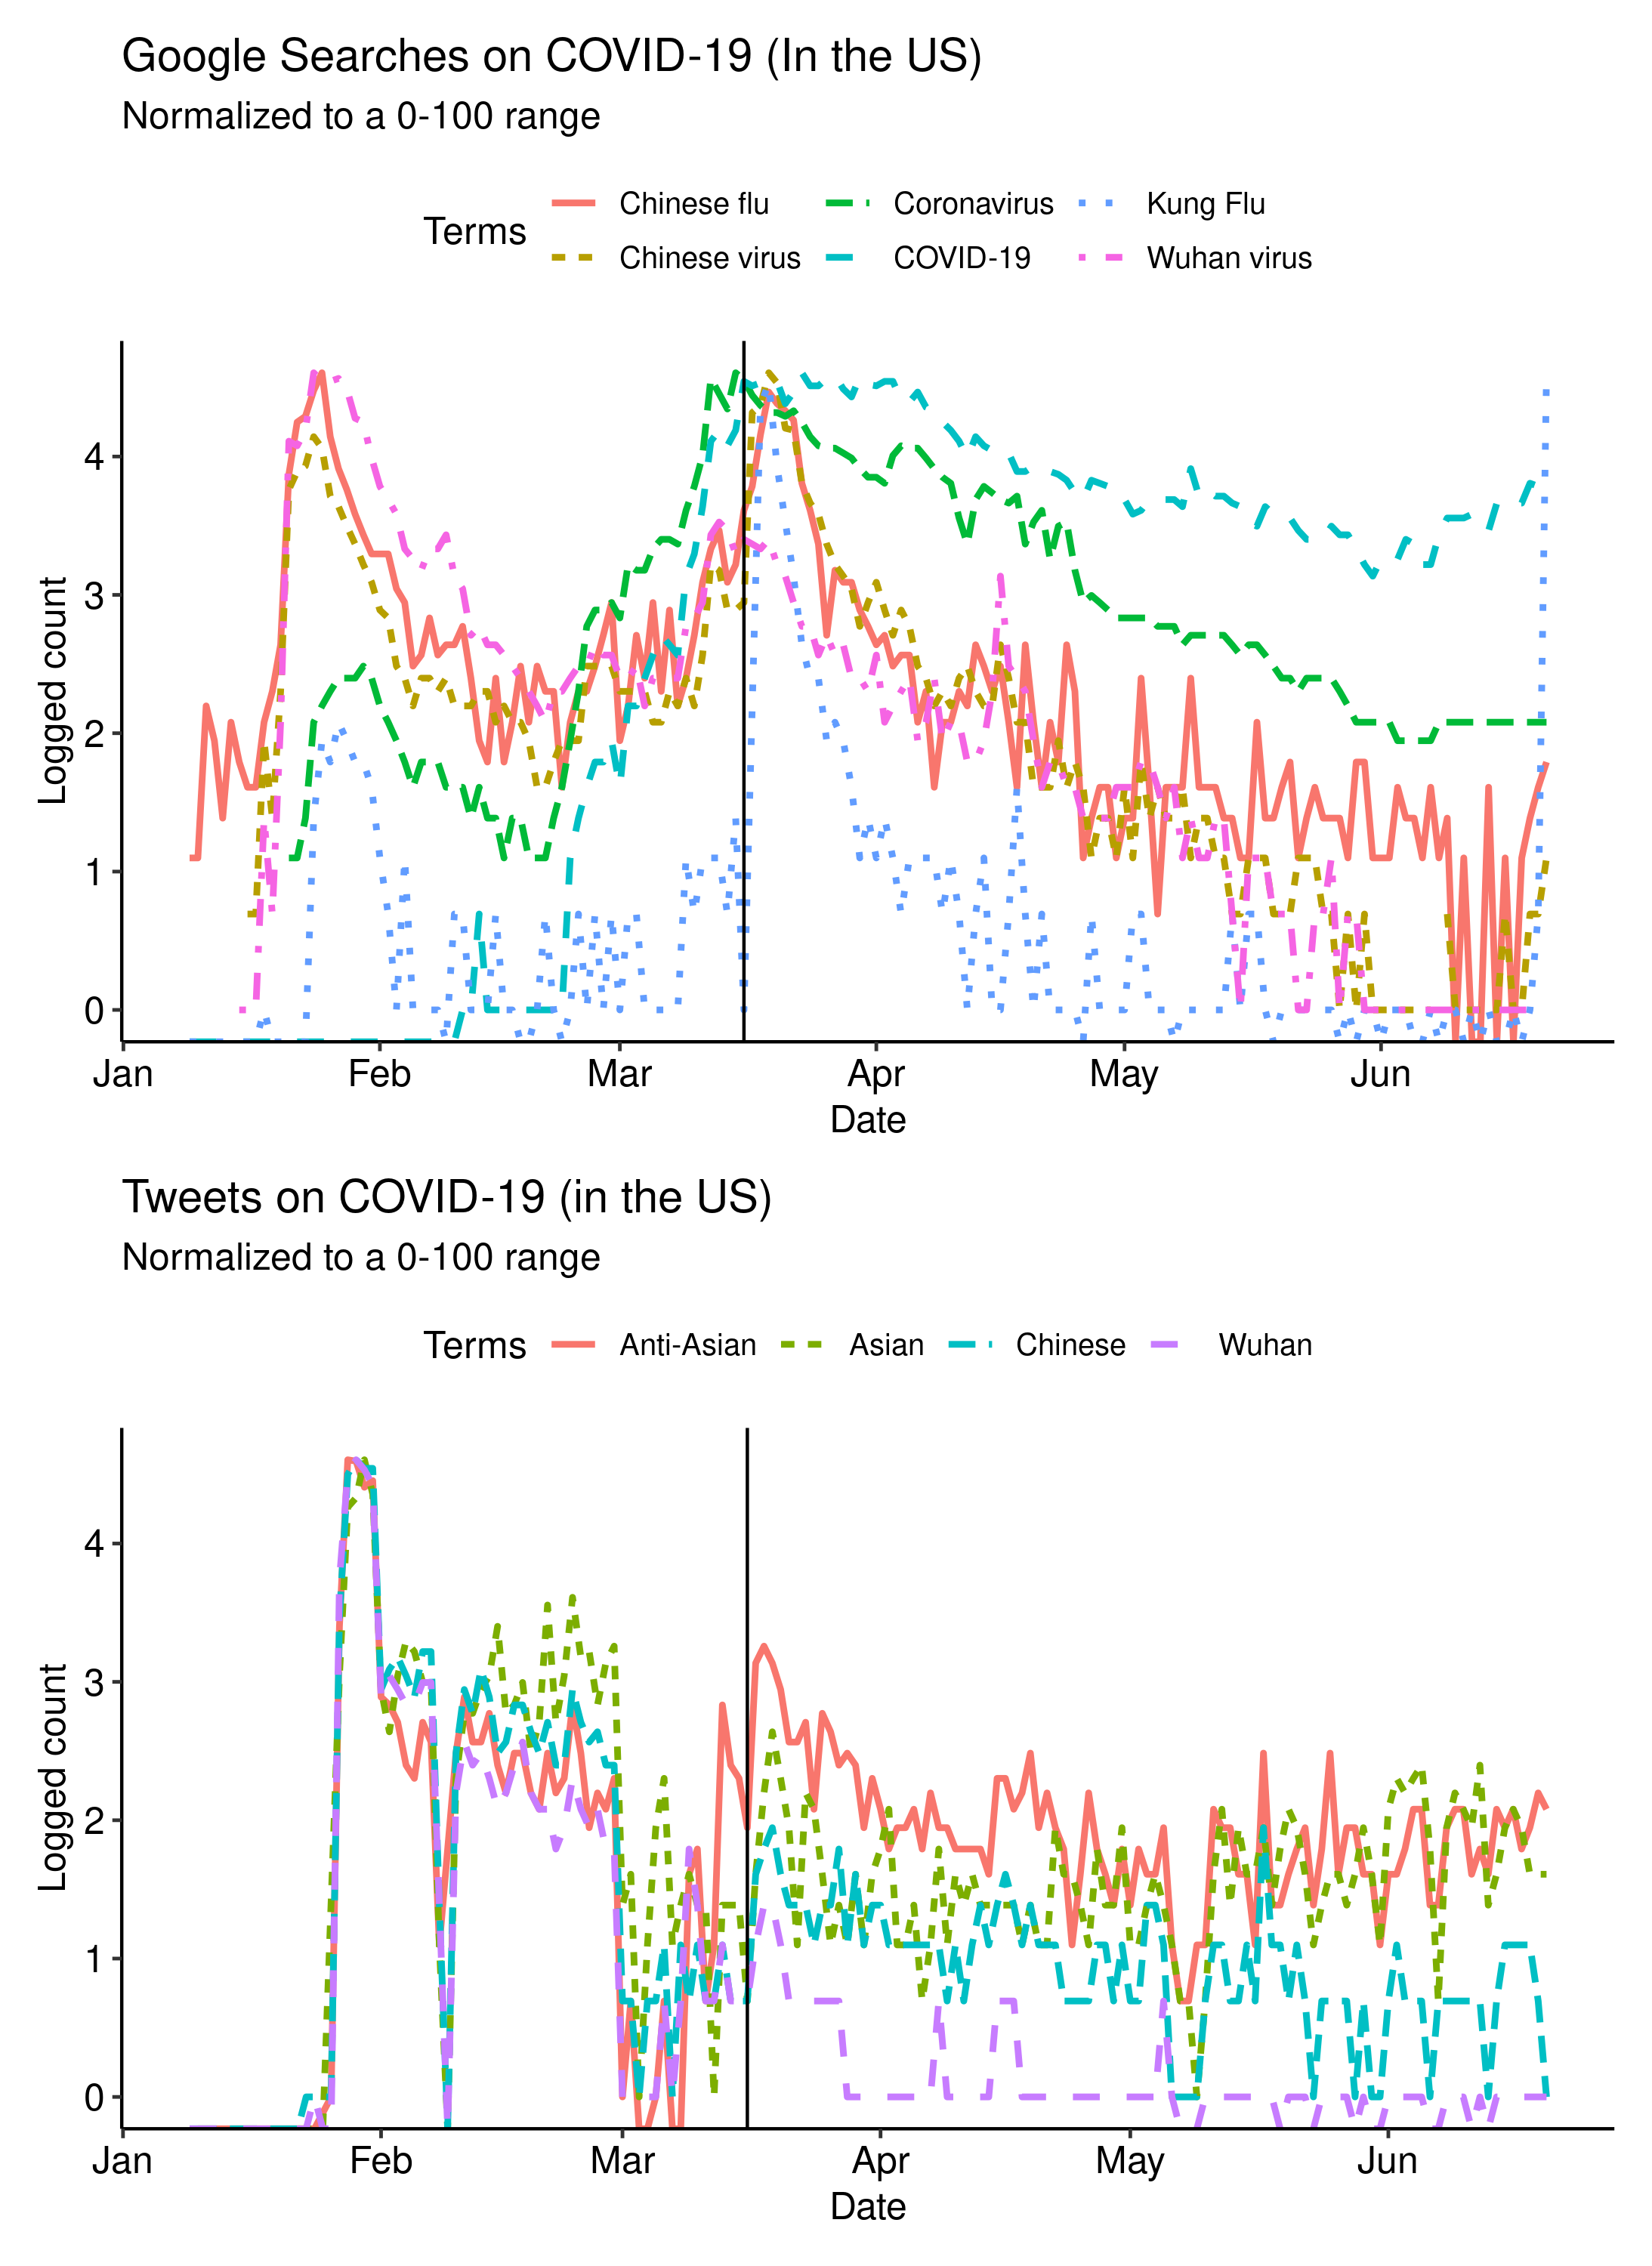 Google Searches on COVID-19 (In the US)
Normalized to a 0-100 range
Terms
Chinese flu
Coronavirus
Kung Flu
Chinese virus
COVID-19
Wuhan virus
Logged count
4
3
2
1
0
Jan Feb Mar Apr May Jun
Date
Tweets on COVID-19 (in the US)
Normalized to a 0-100 range
Terms Anti-Asian Asian Chinese Wuhan
Logged count
4
3
2
1
0
Jan Feb Mar Apr May Jun
Date